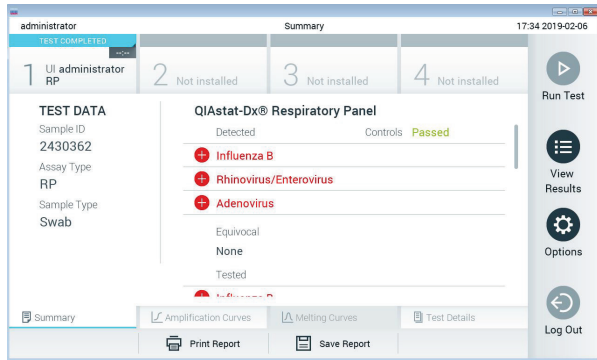 administrator Summary 17:34 2019-02-06
TEST COMPLETED
--:--
1 UI administrator
RP
2 Not installed
3 Not installed
4 Not installed
Run Test
TEST DATA
Sample ID
2430362
Assay Type
RP
Sample Type
Swab
QIAstat-Dx® Respiratory Panel
Detected Controls Passed
Influenza B
Rhinovirus/Enterovirus
Adenovirus
Equivocal
None
Tested
Influenza B
View
Results
Options
Log Out
Summary Amplification Curves Melting Curves Test Details
Print Report Save Report